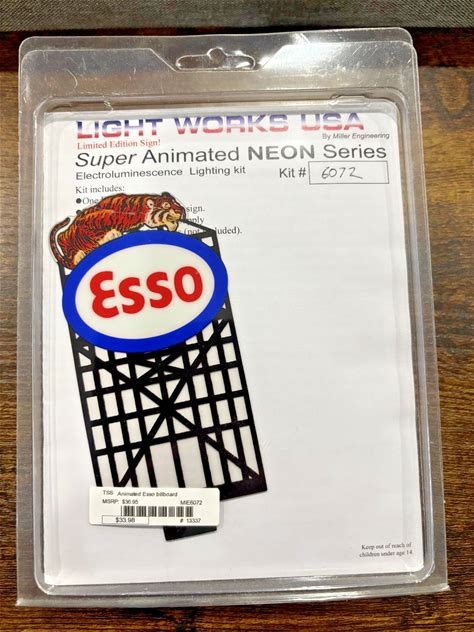 LIGHT WORKS USA
By Miller Engineering
Limited Edition Sign!
Super Animated NEON Series
Electroluminescence Lighting kit Kit # 6072
Kit includes:
●One
sign.
(not included).
Esso
TSS Animated Esso billboard
MSRP: $36.95 MIE6072
$33.98 # 13337
Keep out of reach of
children under age 14